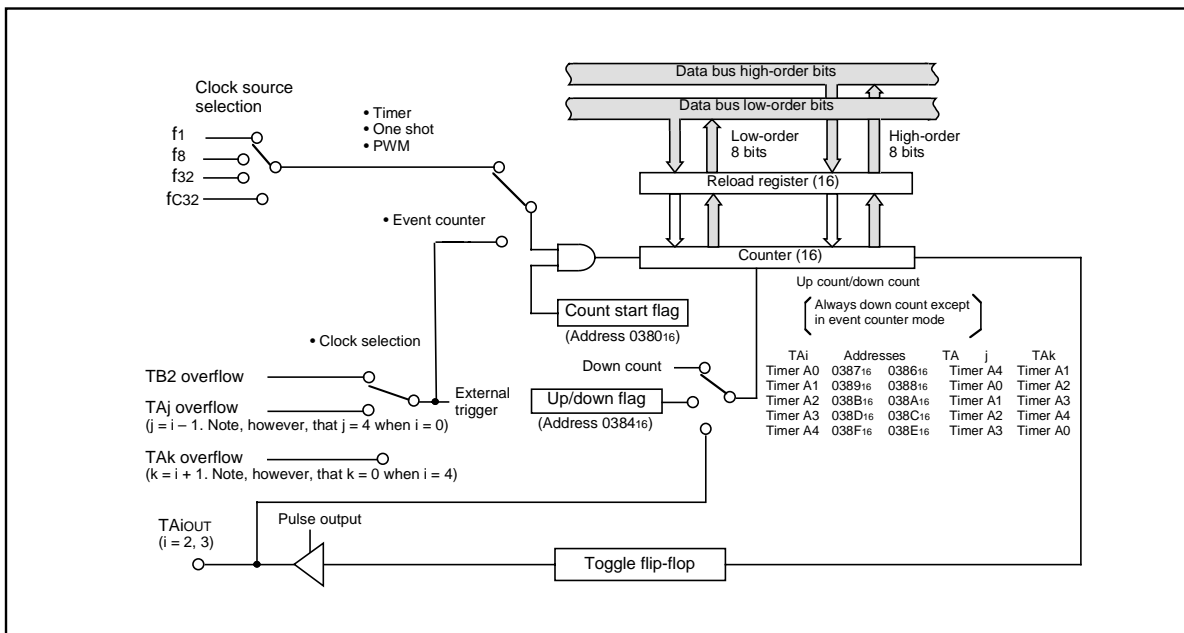 Data bus high-order bits
Data bus low-order bits
Clock source
selection
• Timer
• One shot
• PWM
f1
f8
f32
fC32
Low-order
8 bits
High-order
8 bits
Reload register (16)
• Event counter
Counter (16)
Up count/down count
Always down count except
in event counter mode
Count start flag
(Address 038016)
• Clock selection
TB2 overflow
External
trigger
TAj overflow
(j = i – 1. Note, however, that j = 4 when i = 0)
TAk overflow
(k = i + 1. Note, however, that k = 0 when i = 4)
Down count
Up/down flag
(Address 038416)
TAi Addresses TA j TAk
Timer A0 038716 038616 Timer A4 Timer A1
Timer A1 038916 038816 Timer A0 Timer A2
Timer A2 038B16 038A16 Timer A1 Timer A3
Timer A3 038D16 038C16 Timer A2 Timer A4
Timer A4 038F16 038E16 Timer A3 Timer A0
TAiOUT
(i = 2, 3)
Pulse output
Toggle flip-flop